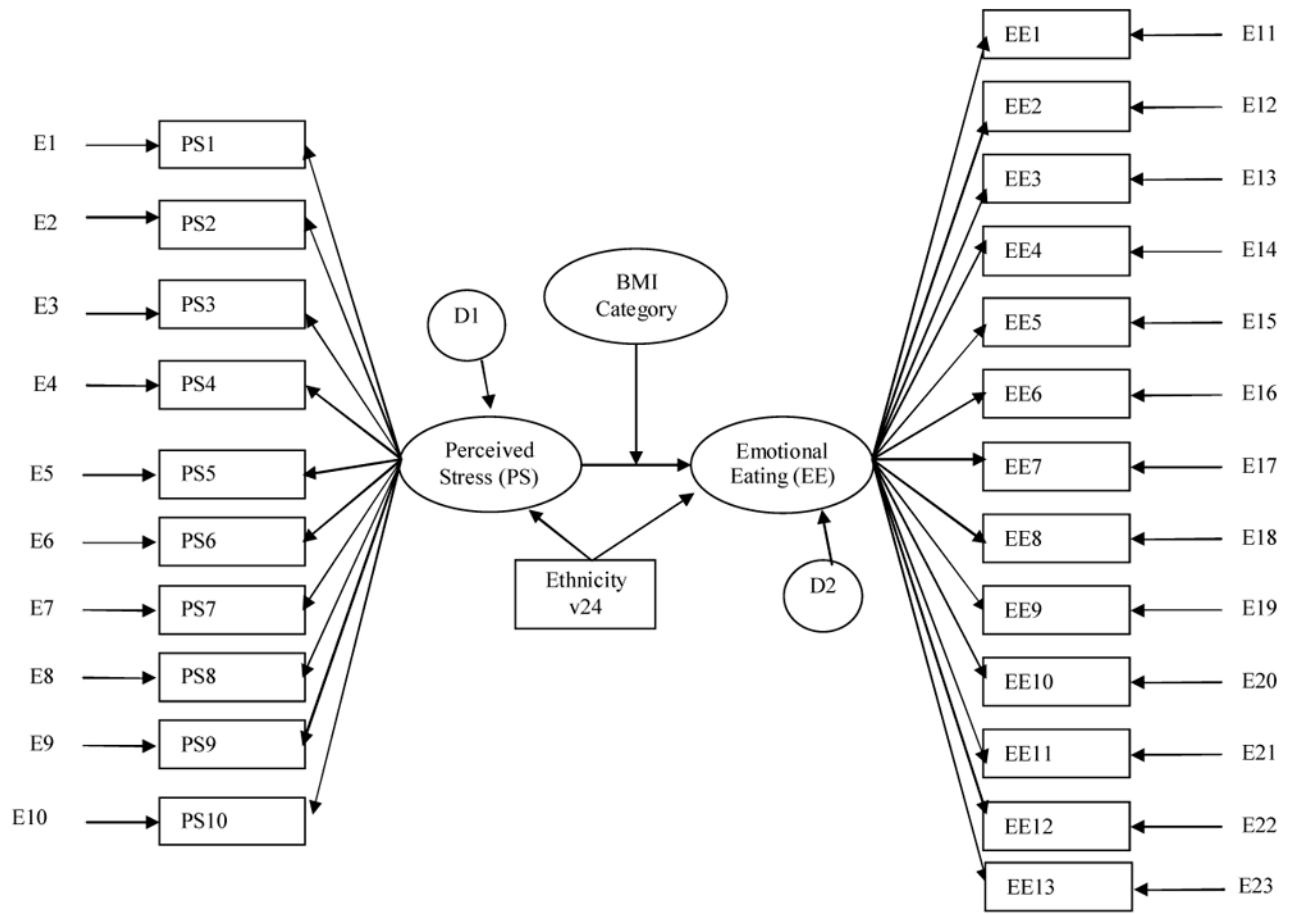 E1
PS1
E2
PS2
E3
PS3
E4
PS4
E5
PS5
E6
PS6
E7
PS7
E8
PS8
E9
PS9
E10
PS10
D1
BMI
Category
Perceived
Stress (PS)
Emotional
Eating (EE)
Ethnicity
v24
D2
EE1
E11
EE2
E12
EE3
E13
EE4
E14
EE5
E15
EE6
E16
EE7
E17
EE8
E18
EE9
E19
EE10
E20
EE11
E21
EE12
E22
EE13
E23